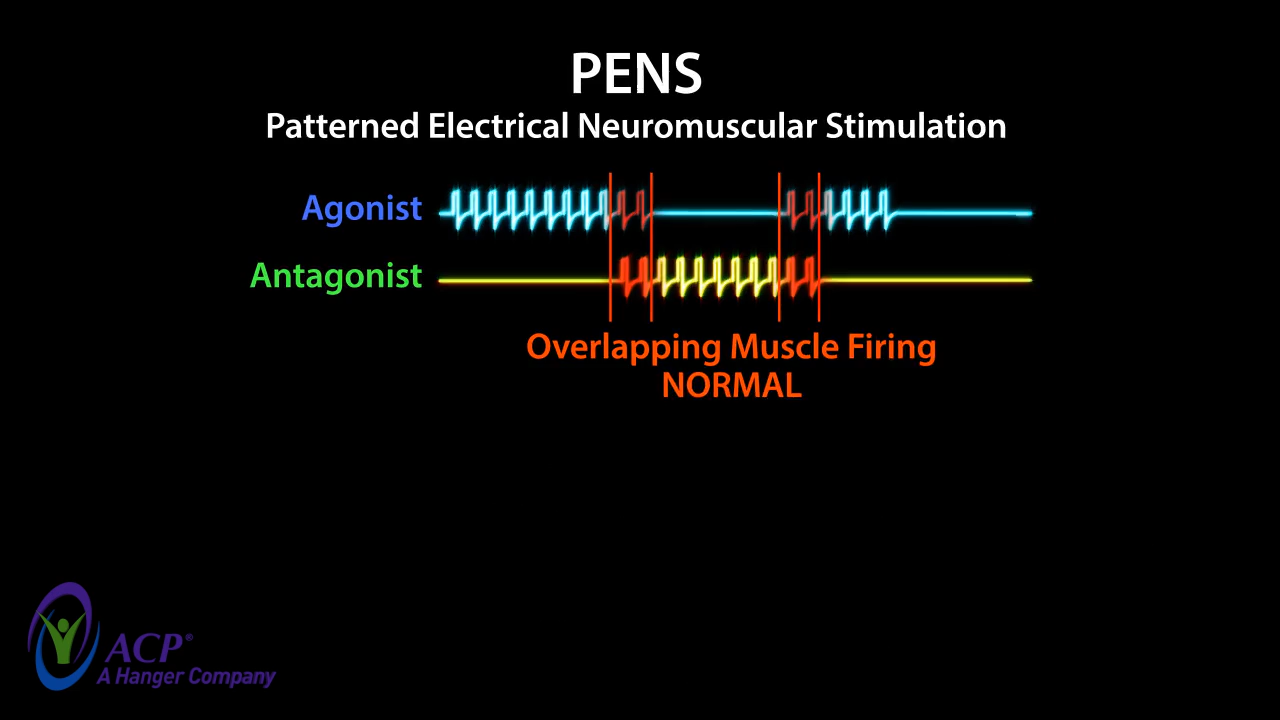 PENS
Patterned Electrical Neuromuscular Stimulation
Agonist
Antagonist
Overlapping Muscle Firing
NORMAL
ACP®
A Hanger Company